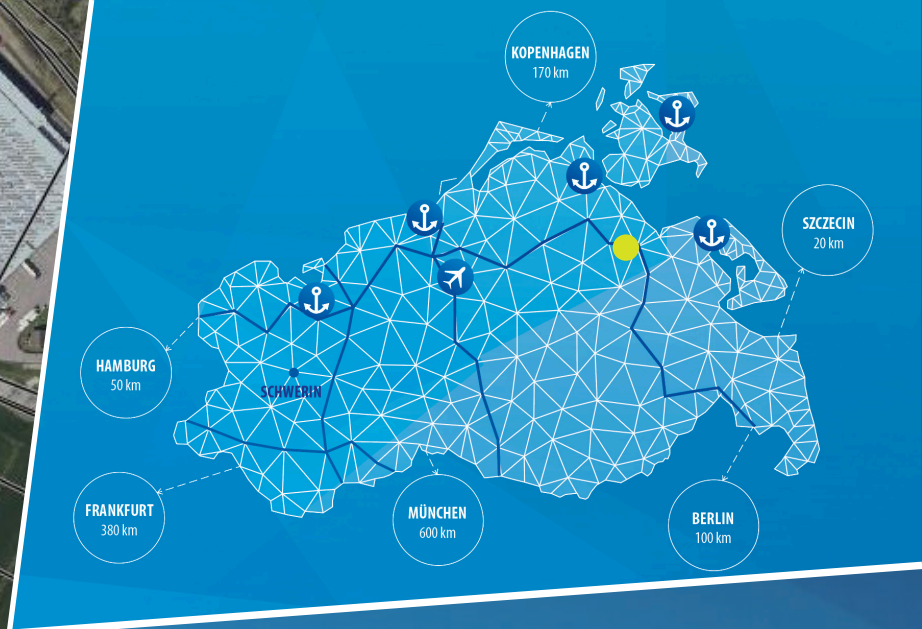 KOPENHAGEN
170 km
SZCZECIN
20 km
HAMBURG
50 km
SCHWERIN
FRANKFURT
380 km
MÜNCHEN
600 km
BERLIN
100 km